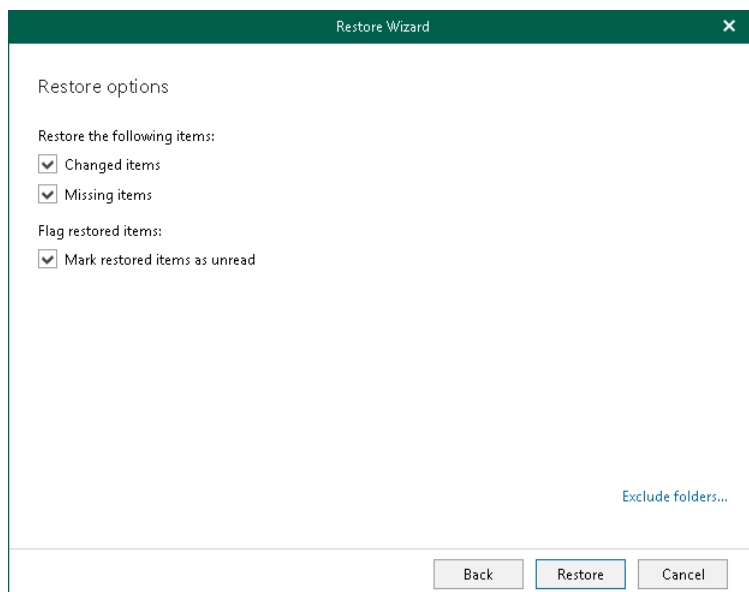 Restore Wizard
Restore options
Restore the following items:
Changed items
Missing items
Flag restored items:
Mark restored items as unread
Exclude folders...
Back Restore Cancel